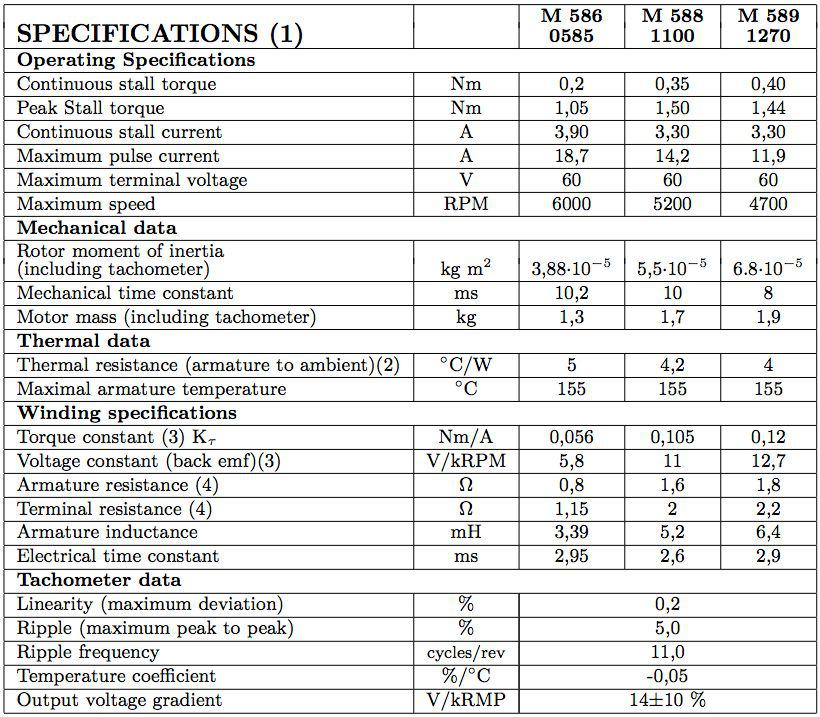 M 586 M 588 M 589
SPECIFICATIONS (1) 0585 1100 1270
Operating Specifications
Continuous stall torque Nm 0,2 0,35 0,40
Peak Stall torque Nm 1,05 1,50 1,44
Continuous stall current A 3,90 3,30 3,30
Maximum pulse current A 18,7 14,2 11,9
Maximum terminal voltage V 60 60 60
Maximum speed RPM 6000 5200 4700
Mechanical data
Rotor moment of inertia
(including tachometer) kg m² 3,88·10⁻⁵ 5,5·10⁻⁵ 6.8·10⁻⁵
Mechanical time constant ms 10,2 10 8
Motor mass (including tachometer) kg 1,3 1,7 1,9
Thermal data
Thermal resistance (armature to ambient)(2) °C/W 5 4,2 4
Maximal armature temperature °C 155 155 155
Winding specifications
Torque constant (3) Kτ Nm/A 0,056 0,105 0,12
Voltage constant (back emf)(3) V/kRPM 5,8 11 12,7
Armature resistance (4) Ω 0,8 1,6 1,8
Terminal resistance (4) Ω 1,15 2 2,2
Armature inductance mH 3,39 5,2 6,4
Electrical time constant ms 2,95 2,6 2,9
Tachometer data
Linearity (maximum deviation) % 0,2
Ripple (maximum peak to peak) % 5,0
Ripple frequency cycles/rev 11,0
Temperature coefficient %/°C -0,05
Output voltage gradient V/kRMP 14±10 %